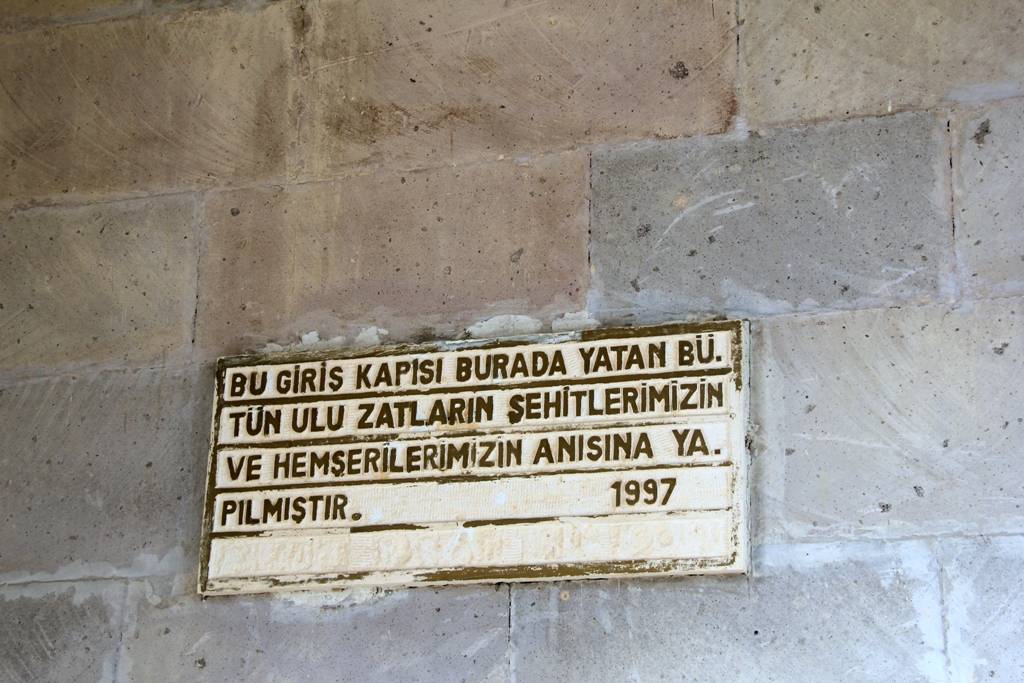 BU GİRİŞ KAPISI BURADA YATAN BÜ.
TÜN ULU ZATLARIN ŞEHİTLERİMİZİN
VE HEMŞERİLERİMİZİN ANISINA YA.
PILMIŞTIR. 1997